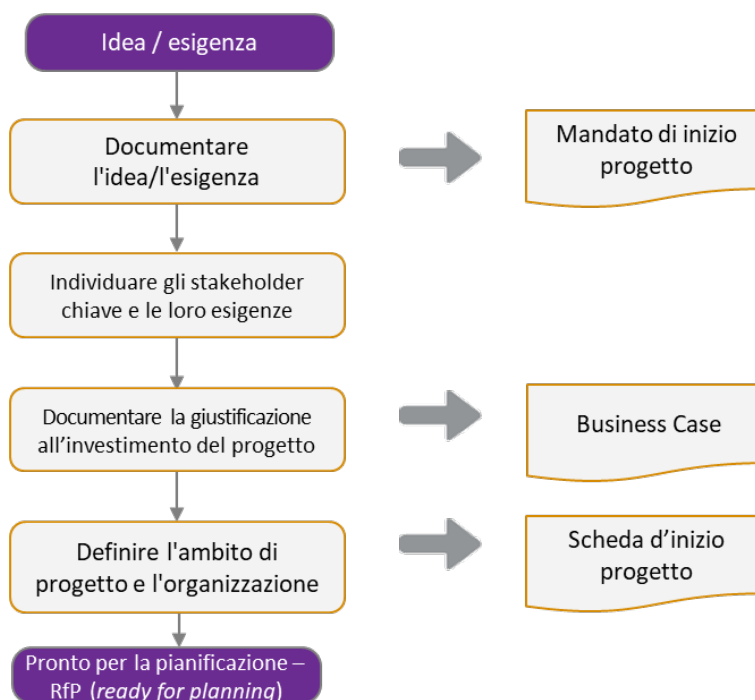 Idea / esigenza
Documentare
l'idea/l'esigenza
Mandato di inizio
progetto
Individuare gli stakeholder
chiave e le loro esigenze
Documentare la giustificazione
all’investimento del progetto
Business Case
Definire l'ambito di
progetto e l'organizzazione
Scheda d’inizio
progetto
Pronto per la pianificazione –
RfP (ready for planning)